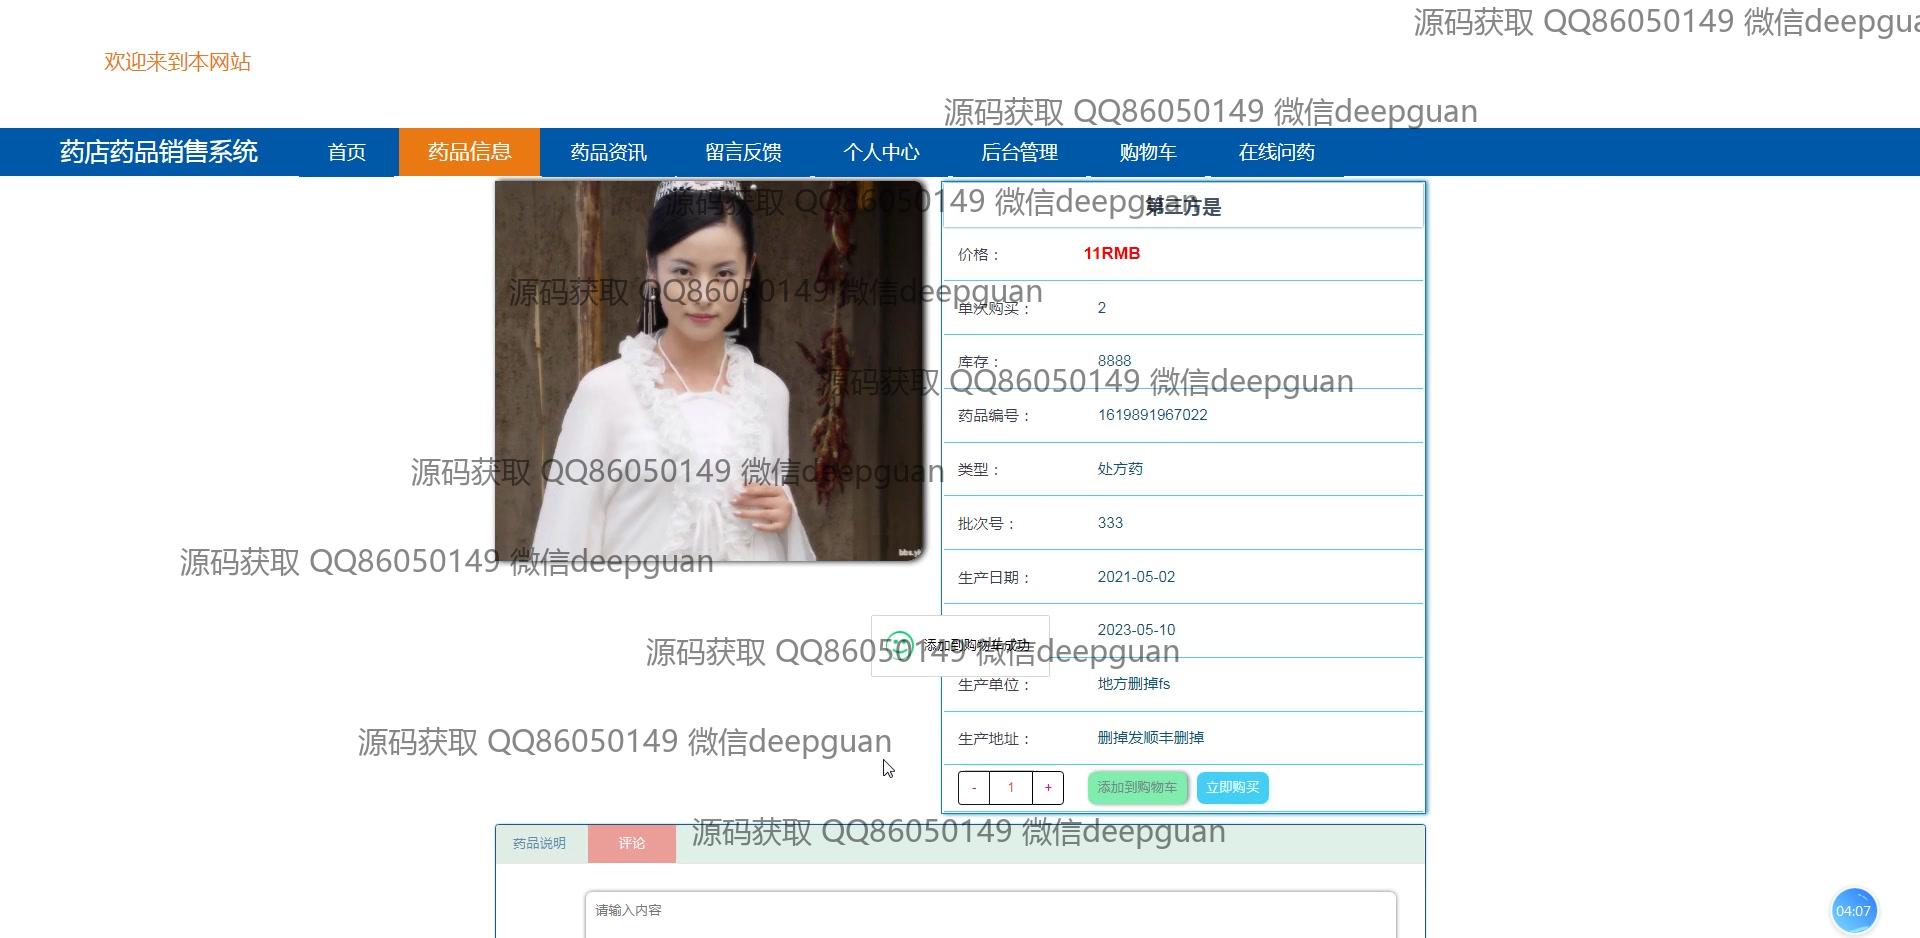 源码获取 QQ86050149 微信deepgua
欢迎来到本网站
源码获取 QQ86050149 微信deepguan
药店药品销售系统 首页 药品信息 药品资讯 留言反馈 个人中心 后台管理 购物车 在线问药
源码获取 QQ86050149 微信deepguan
第三方是
价格： 11RMB
源码获取 QQ86050149 微信deepguan
单次购买： 2
库存： 8888
源码获取 QQ86050149 微信deepguan
药品编号： 1619891967022
类型： 处方药
源码获取 QQ86050149 微信deepguan
批次号： 333
bbs.yl
源码获取 QQ86050149 微信deepguan
生产日期： 2021-05-02
2023-05-10
添加到购物车成功
源码获取 QQ86050149 微信deepguan
生产单位： 地方删掉fs
生产地址： 删掉发顺丰删掉
源码获取 QQ86050149 微信deepguan
- 1 + 添加到购物车 立即购买
源码获取 QQ86050149 微信deepguan
药品说明 评论
请输入内容
04:07